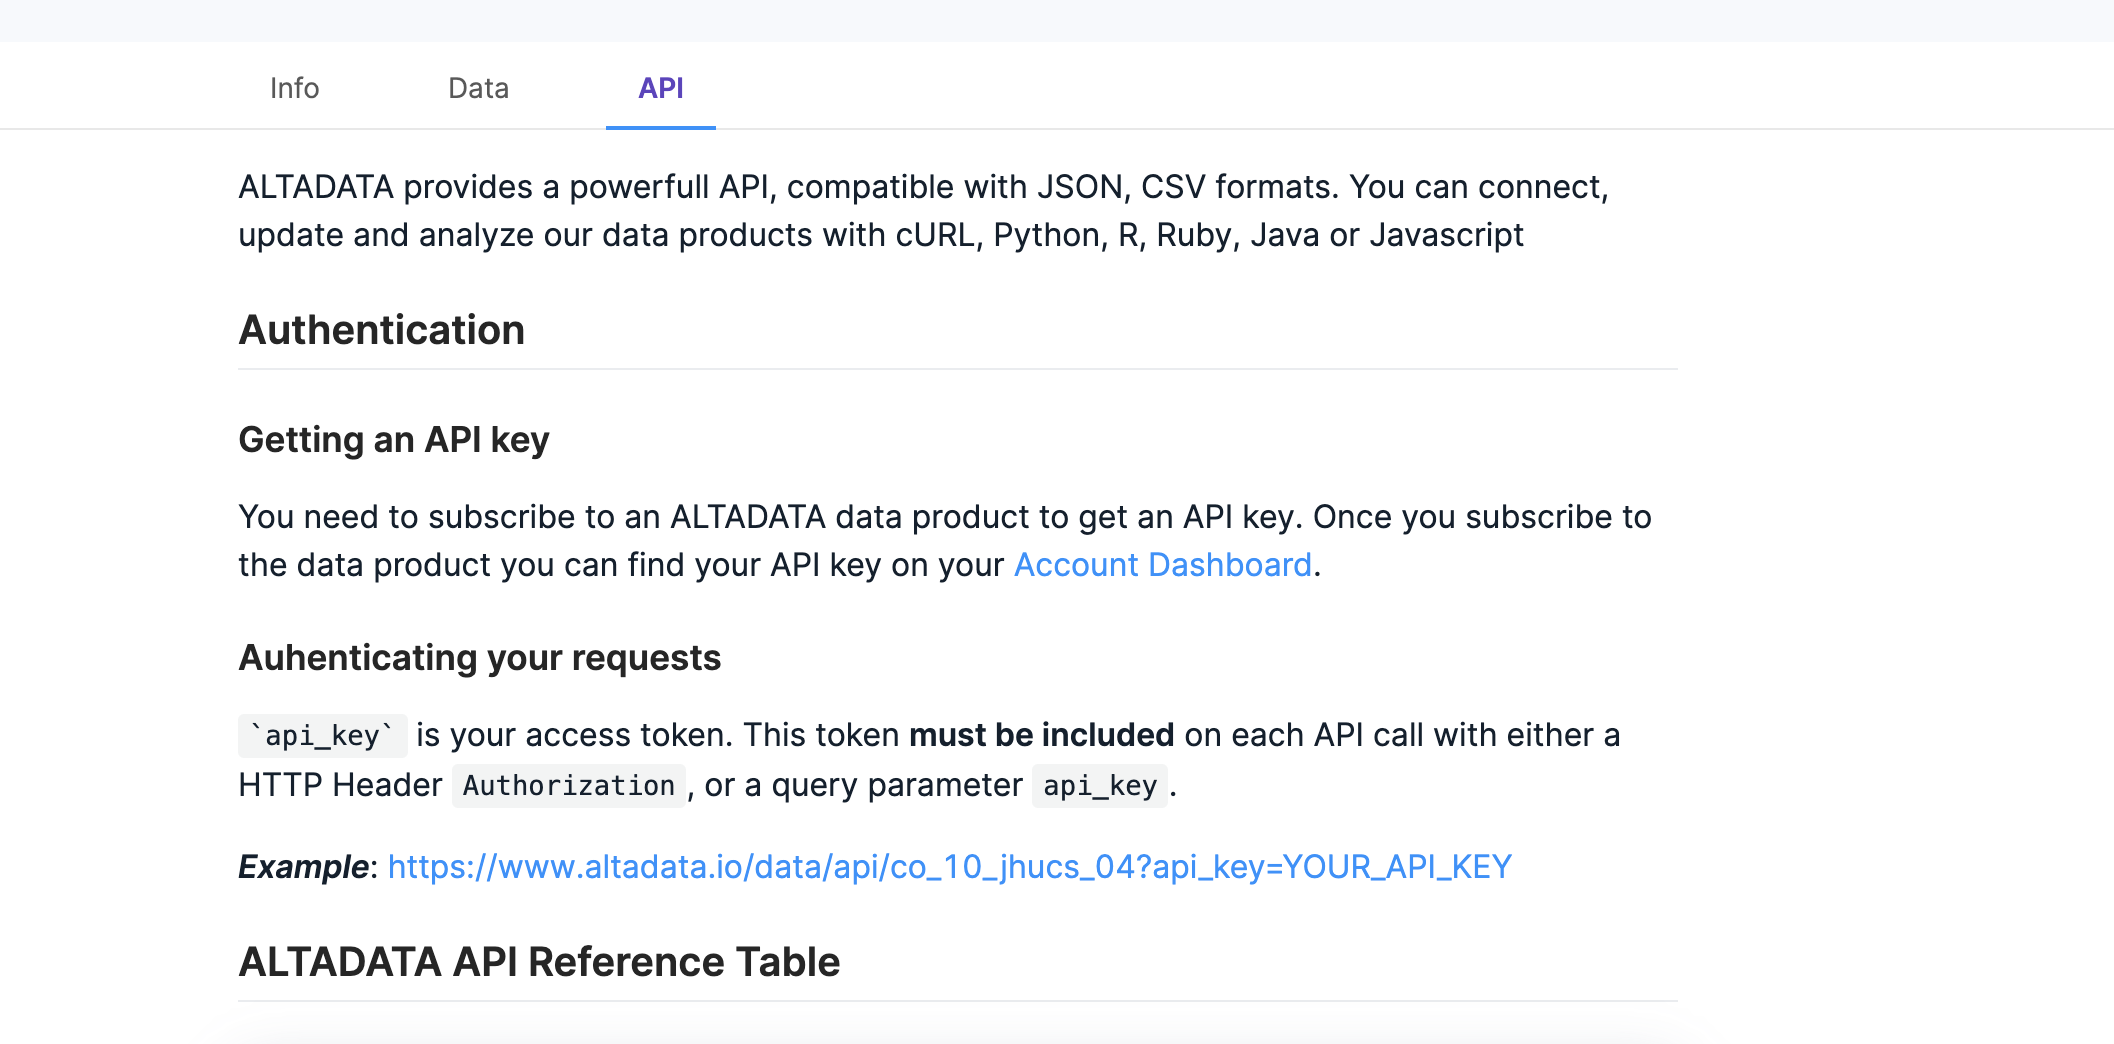 Info Data API
ALTADATA provides a powerfull API, compatible with JSON, CSV formats. You can connect,
update and analyze our data products with cURL, Python, R, Ruby, Java or Javascript
Authentication
Getting an API key
You need to subscribe to an ALTADATA data product to get an API key. Once you subscribe to
the data product you can find your API key on your Account Dashboard.
Auhenticating your requests
`api_key` is your access token. This token must be included on each API call with either a
HTTP Header Authorization, or a query parameter api_key.
Example: https://www.altadata.io/data/api/co_10_jhucs_04?api_key=YOUR_API_KEY
ALTADATA API Reference Table